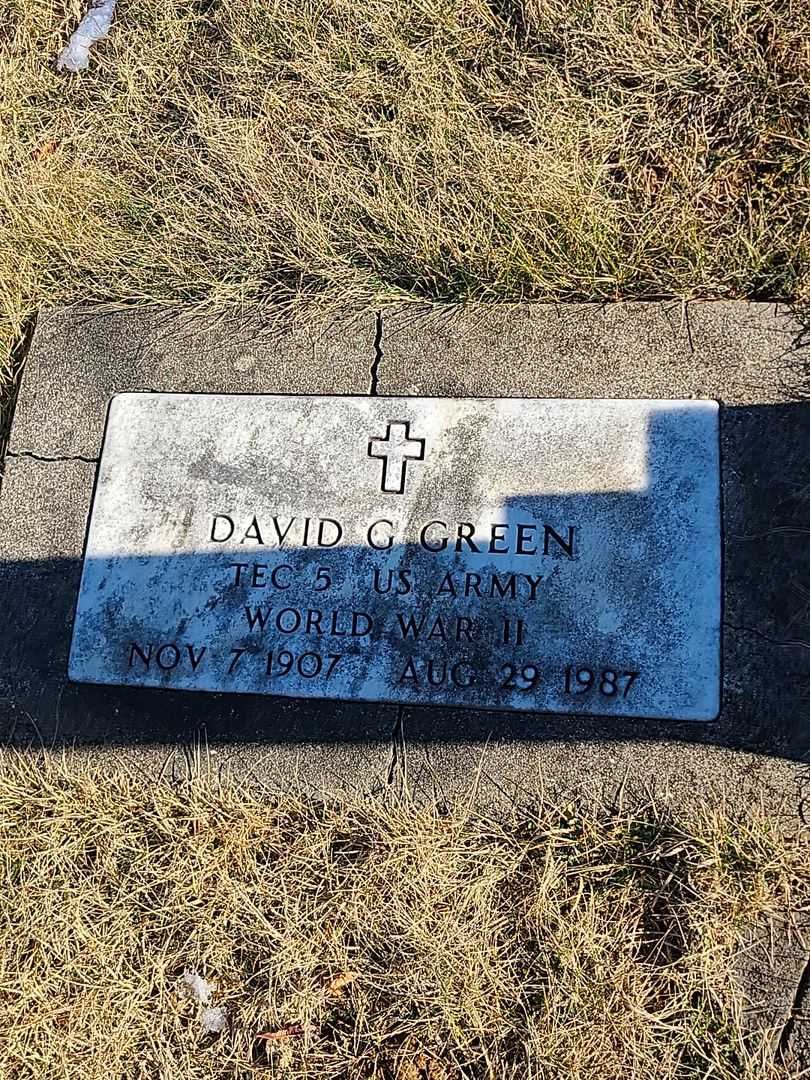 DAVID G GREEN
TEC 5 US ARMY
WORLD WAR II
NOV 7 1907 AUG 29 1987